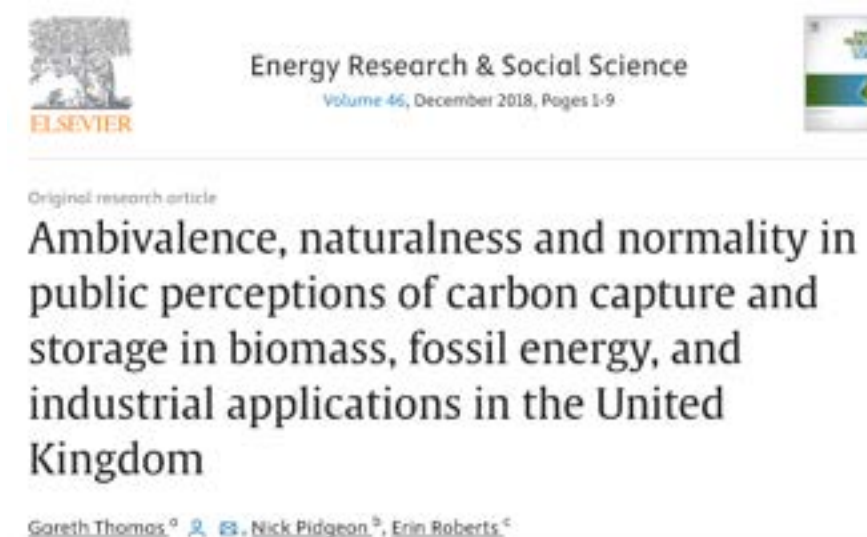 ELSEVIER
Energy Research & Social Science
Volume 46, December 2018, Pages 1-9
Original research article
Ambivalence, naturalness and normality in
public perceptions of carbon capture and
storage in biomass, fossil energy, and
industrial applications in the United
Kingdom
Gareth Thomas a, Nick Pidgeon b, Erin Roberts c